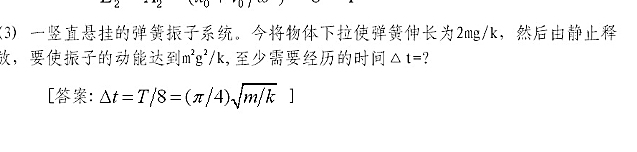 (3) 一竖直悬挂的弹簧振子系统。今将物体下拉使弹簧伸长为2mg/k，然后由静止释
放，要使振子的动能达到m²g²/k，至少需要经历的时问△t=?
[答案: Δt=T/8=(π/4)√m/k ]